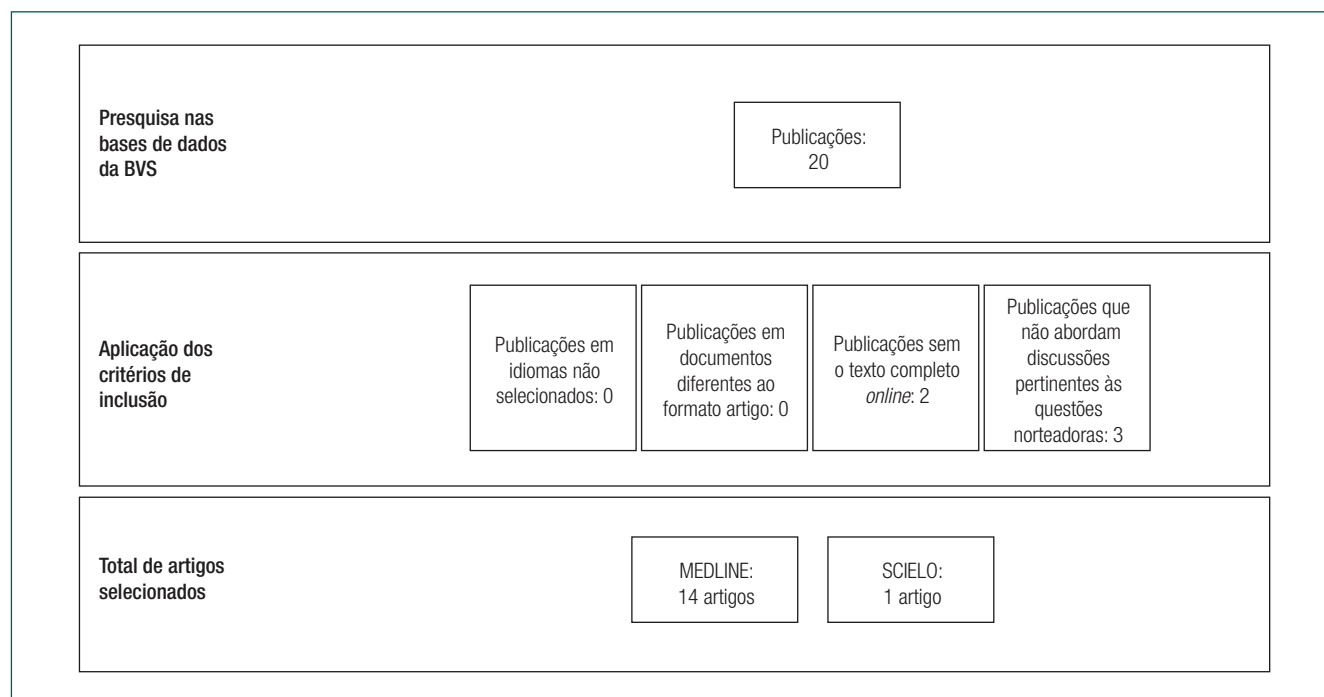 Presquisa nas
bases de dados
da BVS
Publicações:
20
Aplicação dos
critérios de
inclusão
Publicações em
idiomas não
selecionados: 0
Publicações em
documentos
diferentes ao
formato artigo: 0
Publicações sem
o texto completo
online: 2
Publicações que
não abordam
discussões
pertinentes às
questões
norteadoras: 3
Total de artigos
selecionados
MEDLINE:
14 artigos
SCIELO:
1 artigo